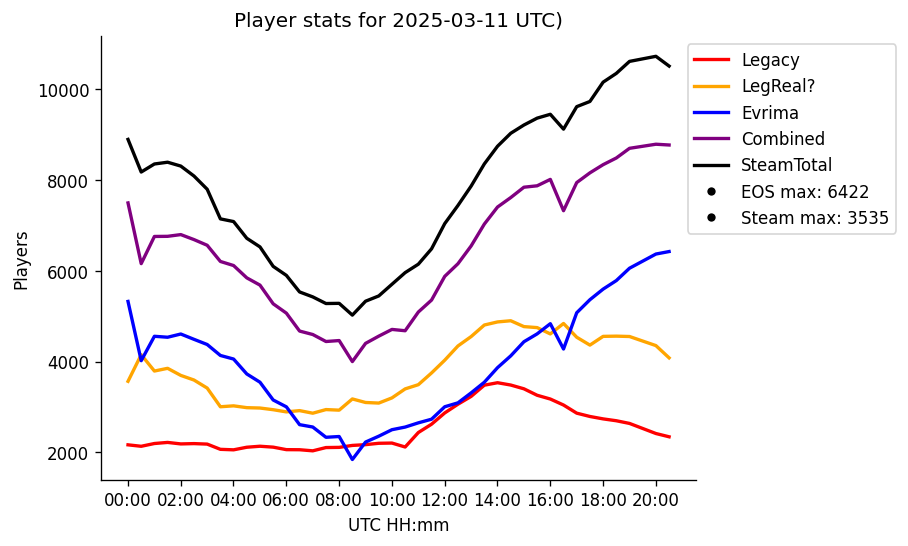 Player stats for 2025-03-11 UTC)
Legacy
LegReal?
Evrima
Combined
SteamTotal
EOS max: 6422
Steam max: 3535
Players
10000
8000
6000
4000
2000
00:00 02:00 04:00 06:00 08:00 10:00 12:00 14:00 16:00 18:00 20:00
UTC HH:mm